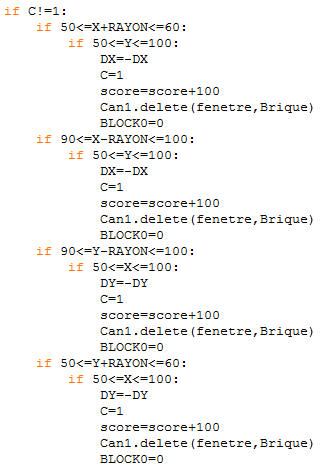 if C!=1:
    if 50<=X+RAYON<=60:
        if 50<=Y<=100:
            DX=-DX
            C=1
            score=score+100
            Can1.delete(fenetre,Brique)
            BLOCK0=0
    if 90<=X-RAYON<=100:
        if 50<=Y<=100:
            DX=-DX
            C=1
            score=score+100
            Can1.delete(fenetre,Brique)
            BLOCK0=0
    if 90<=Y-RAYON<=100:
        if 50<=X<=100:
            DY=-DY
            C=1
            score=score+100
            Can1.delete(fenetre,Brique)
            BLOCK0=0
    if 50<=Y+RAYON<=60:
        if 50<=X<=100:
            DY=-DY
            C=1
            score=score+100
            Can1.delete(fenetre,Brique)
            BLOCK0=0